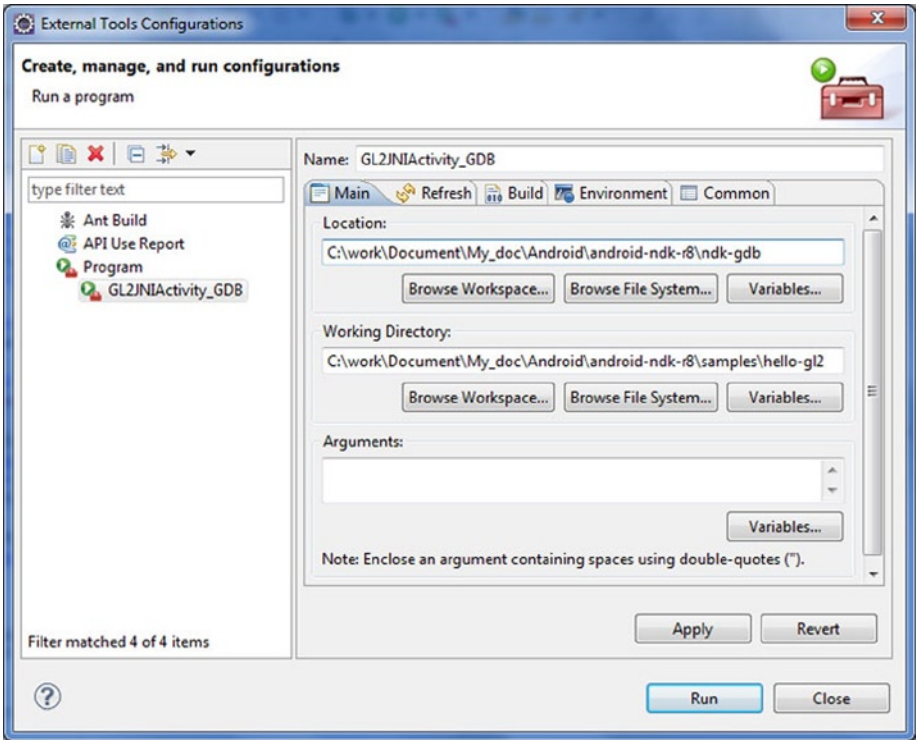 External Tools Configurations
Create, manage, and run configurations
Run a program
type filter text
Ant Build
API Use Report
Program
GL2JNIActivity_GDB
Filter matched 4 of 4 items
Name: GL2JNIActivity_GDB
Main Refresh Build Environment Common
Location:
C:\work\Document\My_doc\Android\android-ndk-r8\ndk-gdb
Browse Workspace... Browse File System... Variables...
Working Directory:
C:\work\Document\My_doc\Android\android-ndk-r8\samples\hello-gl2
Browse Workspace... Browse File System... Variables...
Arguments:
Variables...
Note: Enclose an argument containing spaces using double-quotes (").
Apply Revert
Run Close